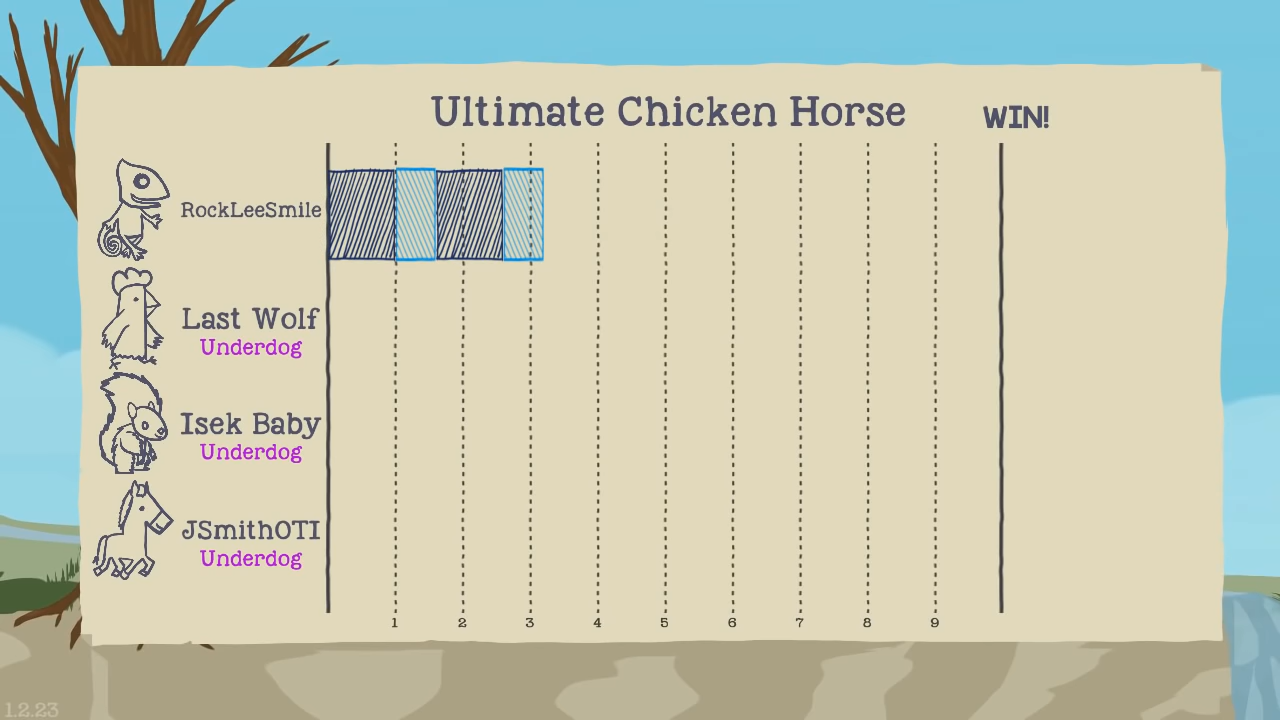 Ultimate Chicken Horse
WIN!
RockLeeSmile
Last Wolf
Underdog
Isek Baby
Underdog
JSmithOTI
Underdog
1 2 3 4 5 6 7 8 9
1.2.23